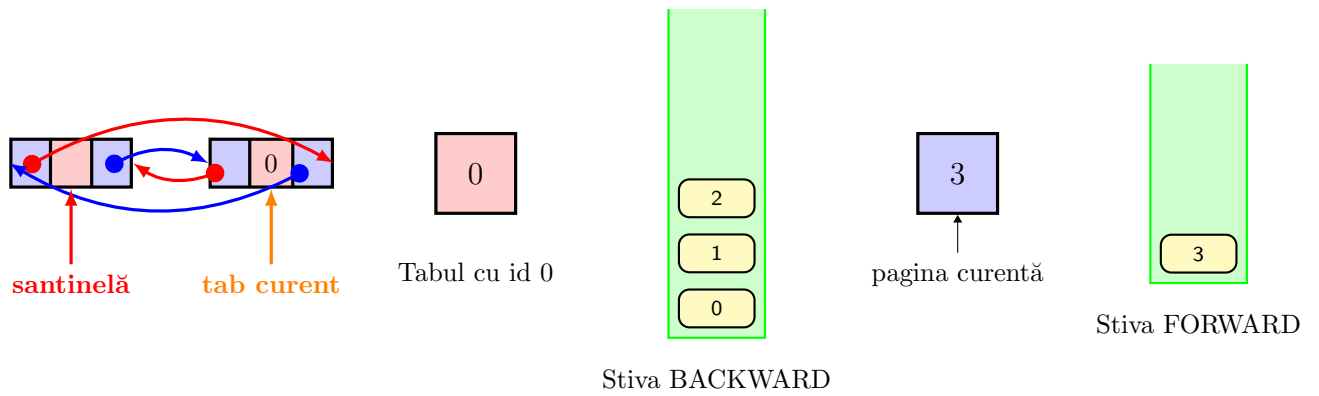 0
santinelă
tab curent
0
Tabul cu id 0
2
1
0
Stiva BACKWARD
3
pagina curentă
3
Stiva FORWARD